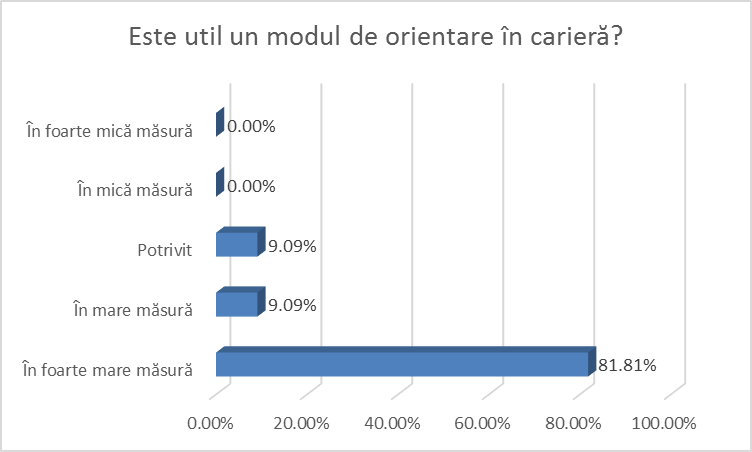 Este util un modul de orientare în carieră?
În foarte mică măsură 0.00%
În mică măsură 0.00%
Potrivit 9.09%
În mare măsură 9.09%
În foarte mare măsură 81.81%
0.00% 20.00% 40.00% 60.00% 80.00% 100.00%